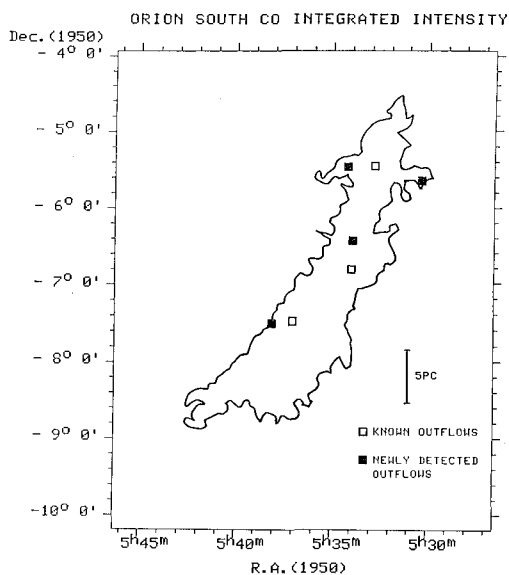 ORION SOUTH CO INTEGRATED INTENSITY
Dec.(1950)
- 4° 0'
- 5° 0'
- 6° 0'
- 7° 0'
- 8° 0'
- 9° 0'
-10° 0'
5PC
KNOWN OUTFLOWS
NEWLY DETECTED
OUTFLOWS
5h45m 5h40m 5h35m 5h30m
R.A.(1950)